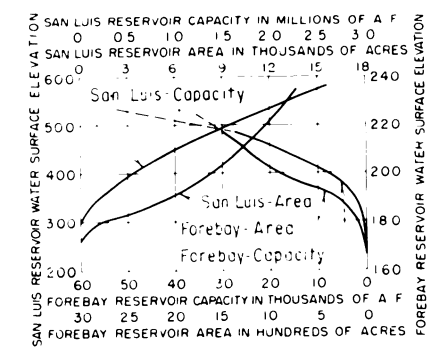 SAN LUIS RESERVOIR CAPACITY IN MILLIONS OF A F
0 0 5 1 0 1 5 2 0 2 5 3 0
SAN LUIS RESERVOIR AREA IN THOUSANDS OF ACRES
0 3 6 9 12 15 18
SAN LUIS RESERVOIR WATER SURFACE ELEVATION
600
500
400
300
200
San Luis-Capacity
San Luis-Area
Forebay-Area
Forebay-Capacity
240
220
200
180
160
FOREBAY RESERVOIR WATER SURFACE ELEVATION
60 50 40 30 20 10 0
FOREBAY RESERVOIR CAPACITY IN THOUSANDS OF A F
30 25 20 15 10 5 0
FOREBAY RESERVOIR AREA IN HUNDREDS OF ACRES